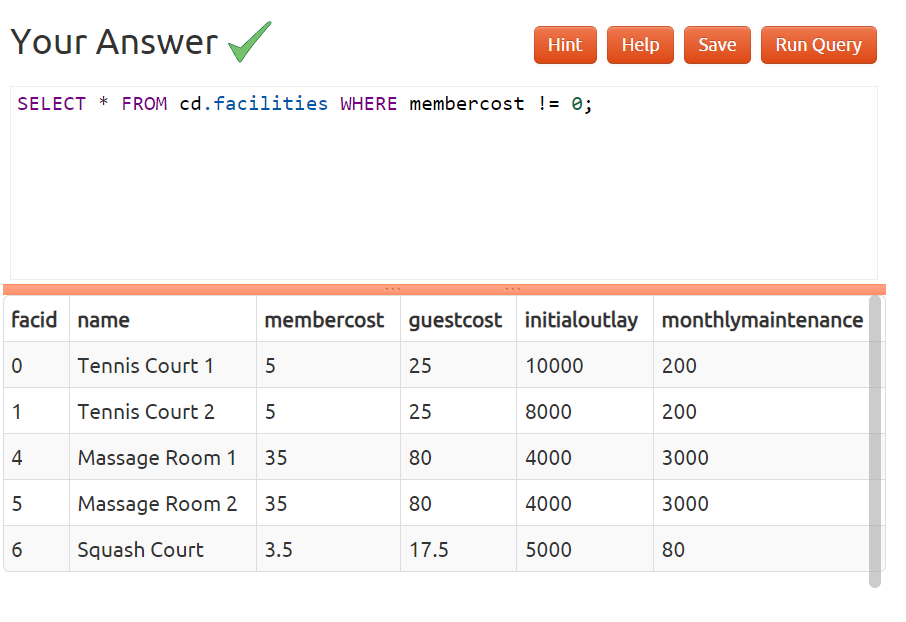 Your Answer
Hint Help Save Run Query
SELECT * FROM cd.facilities WHERE membercost != 0;
facid name membercost guestcost initialoutlay monthlymaintenance
0 Tennis Court 1 5 25 10000 200
1 Tennis Court 2 5 25 8000 200
4 Massage Room 1 35 80 4000 3000
5 Massage Room 2 35 80 4000 3000
6 Squash Court 3.5 17.5 5000 80